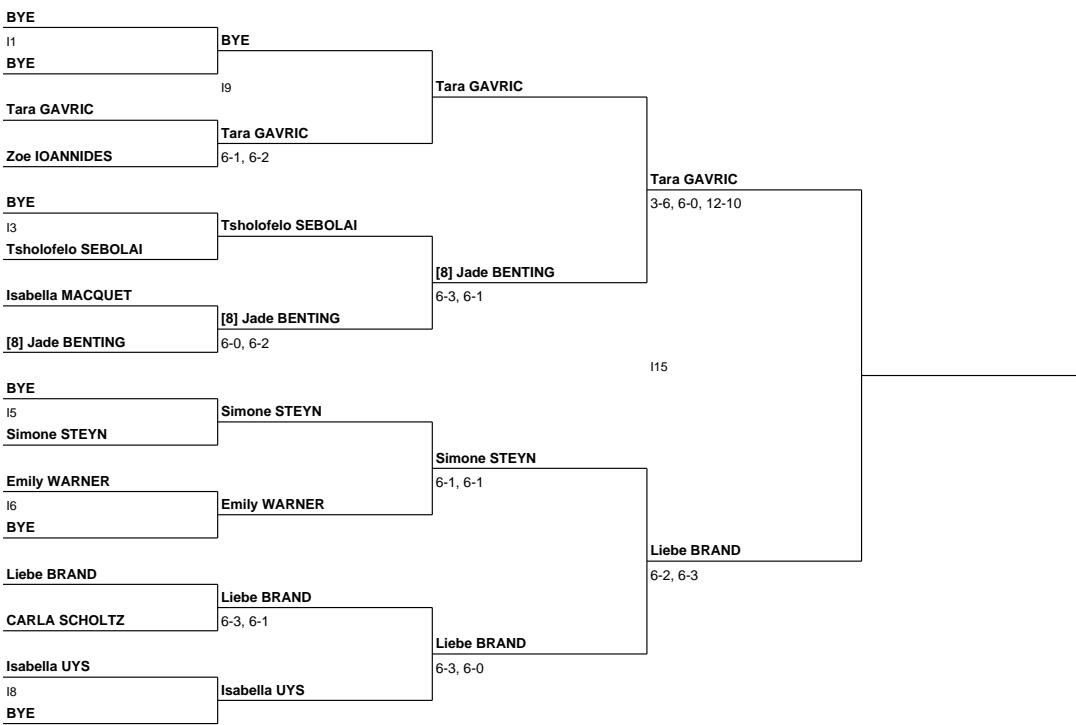 BYE
I1
BYE
Tara GAVRIC
Zoe IOANNIDES
BYE
I3
Tsholofelo SEBOLAI
Isabella MACQUET
[8] Jade BENTING
BYE
I5
Simone STEYN
Emily WARNER
I6
BYE
Liebe BRAND
CARLA SCHOLTZ
Isabella UYS
I8
BYE
BYE
I9
Tara GAVRIC
6-1, 6-2
Tsholofelo SEBOLAI
[8] Jade BENTING
6-0, 6-2
Simone STEYN
Emily WARNER
Liebe BRAND
6-3, 6-1
Isabella UYS
Tara GAVRIC
[8] Jade BENTING
6-3, 6-1
Simone STEYN
6-1, 6-1
Liebe BRAND
6-3, 6-0
Tara GAVRIC
3-6, 6-0, 12-10
I15
Liebe BRAND
6-2, 6-3